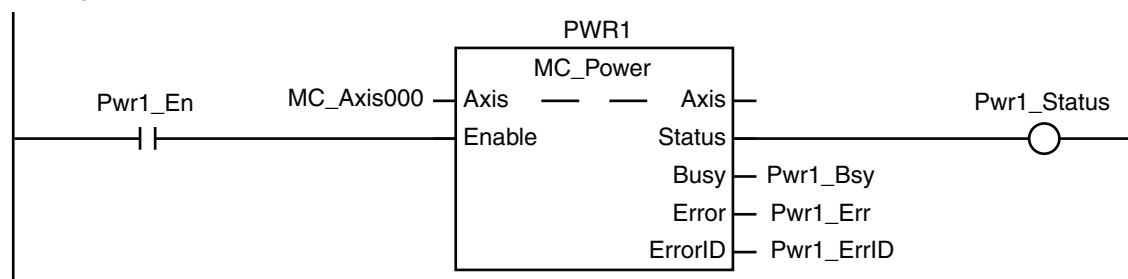 PWR1
MC_Power
Pwr1_En
MC_Axis000
Axis
Axis
Pwr1_Status
Enable
Status
Busy
Pwr1_Bsy
Error
Pwr1_Err
ErrorID
Pwr1_ErrID